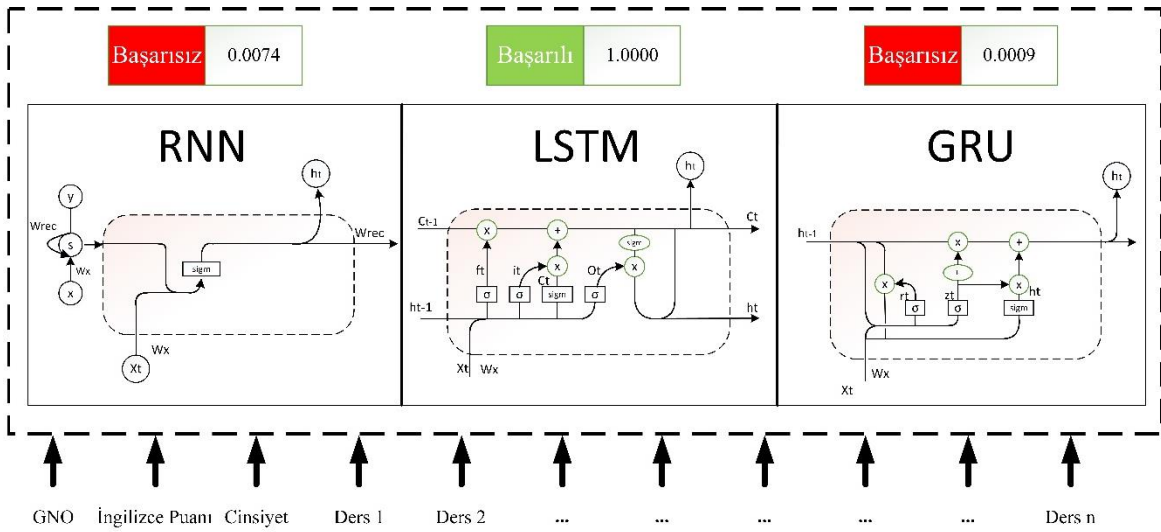 Başarısız 0.0074
Başarılı 1.0000
Başarısız 0.0009
RNN
LSTM
GRU
y
Wrec
s
Wx
x
ht
Wrec
sigm
Wx
Xt
ht
Ct-1
Ct
x
+
sigm
ft
it
x
Ot
x
Ct
σ
σ
sigm
σ
ht-1
ht
Xt
Wx
ht
ht-1
x
+
x
rt
zt
x
ht
σ
σ
sigm
Wx
Xt
GNO İngilizce Puanı Cinsiyet Ders 1 Ders 2 ... ... ... ... ... Ders n